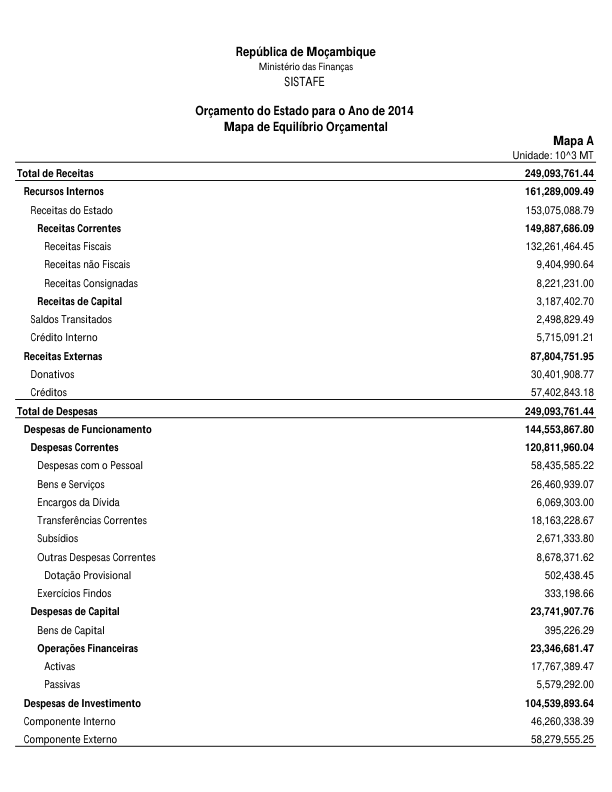 República de Moçambique
Ministério das Finanças
SISTAFE
Orçamento do Estado para o Ano de 2014
Mapa de Equilíbrio Orçamental
Mapa A
Unidade: 10^3 MT
Total de Receitas 249,093,761.44
Recursos Internos 161,289,009.49
Receitas do Estado 153,075,088.79
Receitas Correntes 149,887,686.09
Receitas Fiscais 132,261,464.45
Receitas não Fiscais 9,404,990.64
Receitas Consignadas 8,221,231.00
Receitas de Capital 3,187,402.70
Saldos Transitados 2,498,829.49
Crédito Interno 5,715,091.21
Receitas Externas 87,804,751.95
Donativos 30,401,908.77
Créditos 57,402,843.18
Total de Despesas 249,093,761.44
Despesas de Funcionamento 144,553,867.80
Despesas Correntes 120,811,960.04
Despesas com o Pessoal 58,435,585.22
Bens e Serviços 26,460,939.07
Encargos da Dívida 6,069,303.00
Transferências Correntes 18,163,228.67
Subsídios 2,671,333.80
Outras Despesas Correntes 8,678,371.62
Dotação Provisional 502,438.45
Exercícios Findos 333,198.66
Despesas de Capital 23,741,907.76
Bens de Capital 395,226.29
Operações Financeiras 23,346,681.47
Activas 17,767,389.47
Passivas 5,579,292.00
Despesas de Investimento 104,539,893.64
Componente Interno 46,260,338.39
Componente Externo 58,279,555.25